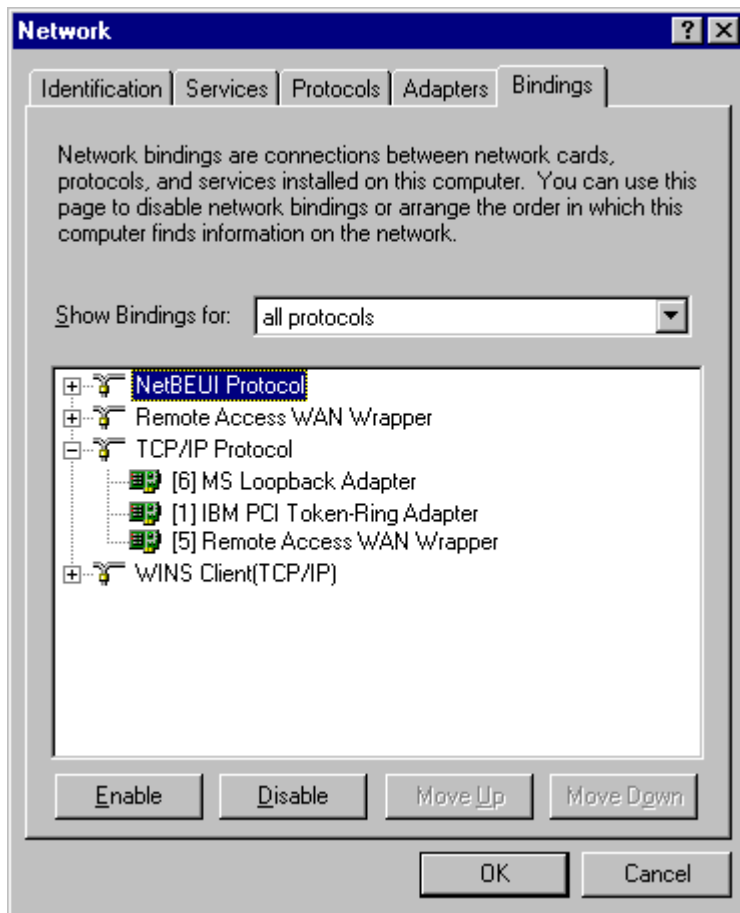 Network
Identification Services Protocols Adapters Bindings
Network bindings are connections between network cards,
protocols, and services installed on this computer.  You can use this
page to disable network bindings or arrange the order in which this
computer finds information on the network.
Show Bindings for: all protocols
NetBEUI Protocol
Remote Access WAN Wrapper
TCP/IP Protocol
[6] MS Loopback Adapter
[1] IBM PCI Token-Ring Adapter
[5] Remote Access WAN Wrapper
WINS Client(TCP/IP)
Enable Disable Move Up Move Down
OK Cancel